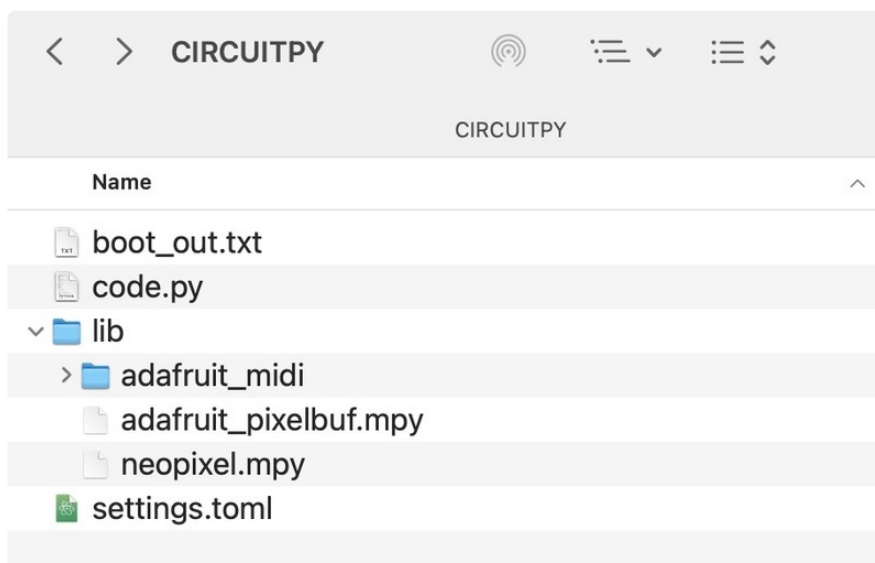 CIRCUITPY
CIRCUITPY
Name
boot_out.txt
code.py
lib
adafruit_midi
adafruit_pixelbuf.mpy
neopixel.mpy
settings.toml